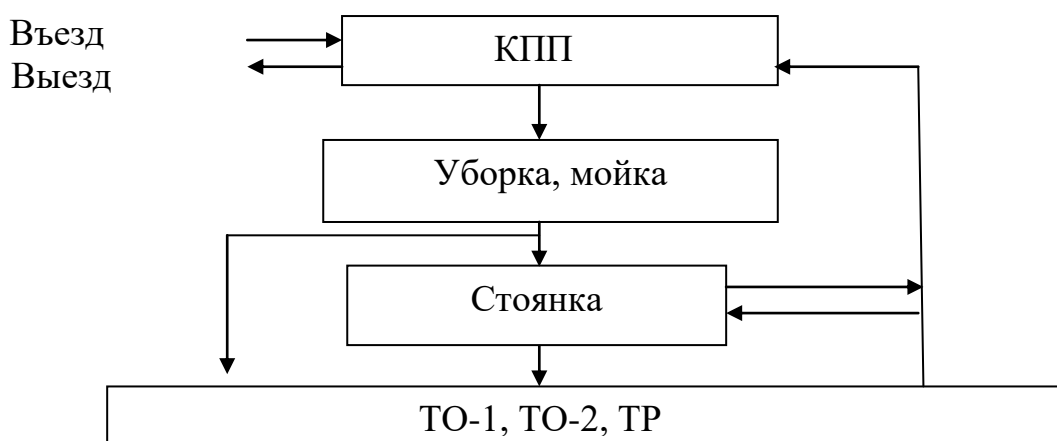 Въезд
Выезд
КПП
Уборка, мойка
Стоянка
ТО-1, ТО-2, ТР